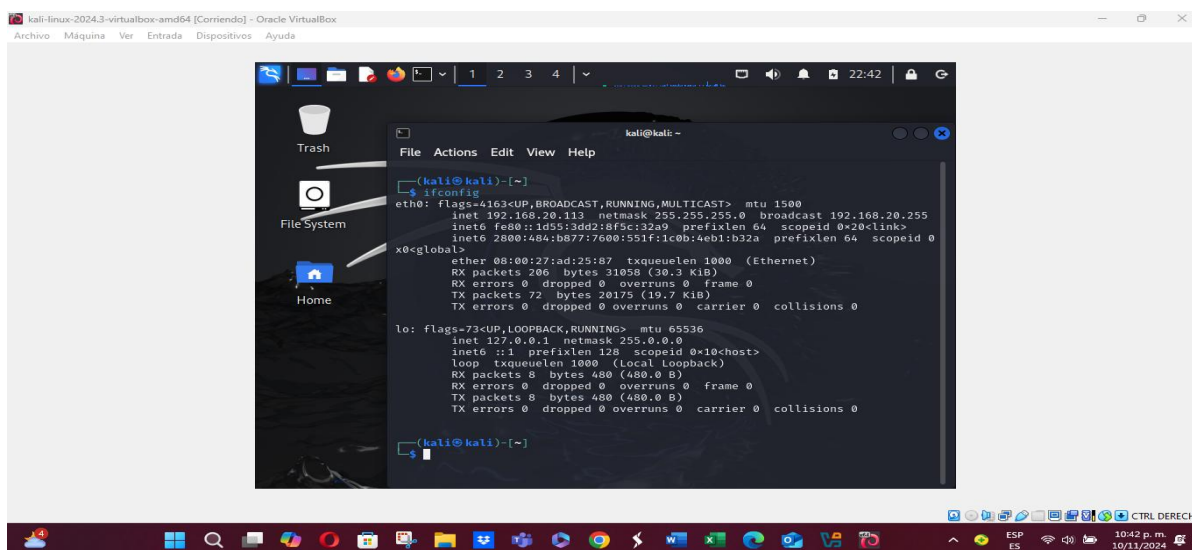 kali-linux-2024.3-virtualbox-amd64 [Corriendo] - Oracle VirtualBox
Archivo Máquina Ver Entrada Dispositivos Ayuda
1 2 3 4 22:42
Trash
File System
Home
kali@kali: ~
File Actions Edit View Help
(kali㉿kali)-[~]
$ ifconfig
eth0: flags=4163<UP,BROADCAST,RUNNING,MULTICAST> mtu 1500
inet 192.168.20.113 netmask 255.255.255.0 broadcast 192.168.20.255
inet6 fe80::1d55:3dd2:8f5c:32a9 prefixlen 64 scopeid 0×20<link>
inet6 2800:484:b877:7600:551f:1c0b:4eb1:b32a prefixlen 64 scopeid 0
x0<global>
ether 08:00:27:ad:25:87 txqueuelen 1000 (Ethernet)
RX packets 206 bytes 31058 (30.3 KiB)
RX errors 0 dropped 0 overruns 0 frame 0
TX packets 72 bytes 20175 (19.7 KiB)
TX errors 0 dropped 0 overruns 0 carrier 0 collisions 0
lo: flags=73<UP,LOOPBACK,RUNNING> mtu 65536
inet 127.0.0.1 netmask 255.0.0.0
inet6 ::1 prefixlen 128 scopeid 0×10<host>
loop txqueuelen 1000 (Local Loopback)
RX packets 8 bytes 480 (480.0 B)
RX errors 0 dropped 0 overruns 0 frame 0
TX packets 8 bytes 480 (480.0 B)
TX errors 0 dropped 0 overruns 0 carrier 0 collisions 0
(kali㉿kali)-[~]
$
CTRL DERECH
4
ESP
ES
10:42 p. m.
10/11/2024